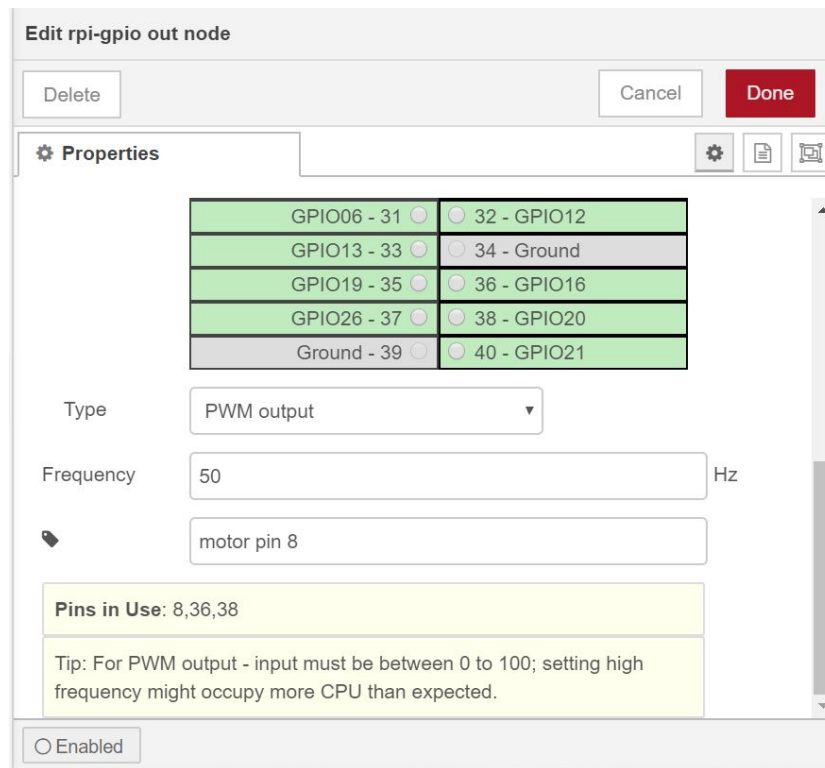 Edit rpi-gpio out node
Delete
Cancel
Done
Properties
GPIO06 - 31 32 - GPIO12
GPIO13 - 33 34 - Ground
GPIO19 - 35 36 - GPIO16
GPIO26 - 37 38 - GPIO20
Ground - 39 40 - GPIO21
Type PWM output
Frequency 50 Hz
motor pin 8
Pins in Use: 8,36,38
Tip: For PWM output - input must be between 0 to 100; setting high
frequency might occupy more CPU than expected.
Enabled